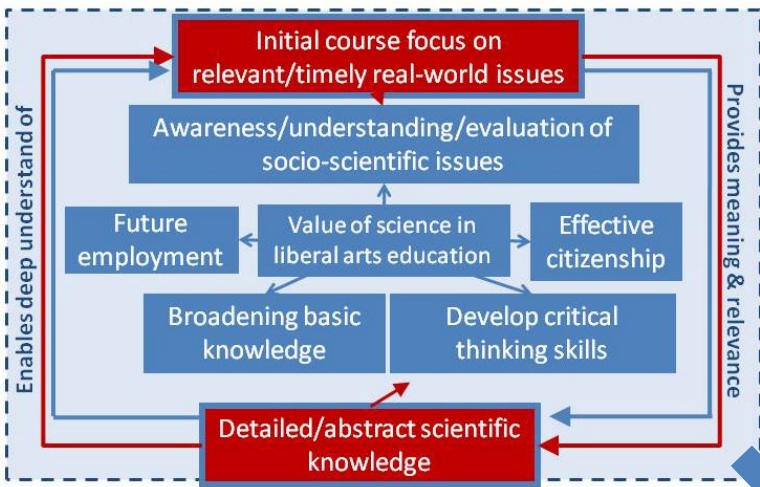 Initial course focus on
relevant/timely real-world issues
Awareness/understanding/evaluation of
socio-scientific issues
Future
employment
Value of science in
liberal arts education
Effective
citizenship
Broadening basic
knowledge
Develop critical
thinking skills
Detailed/abstract scientific
knowledge
Enables deep understand of
Provides meaning & relevance